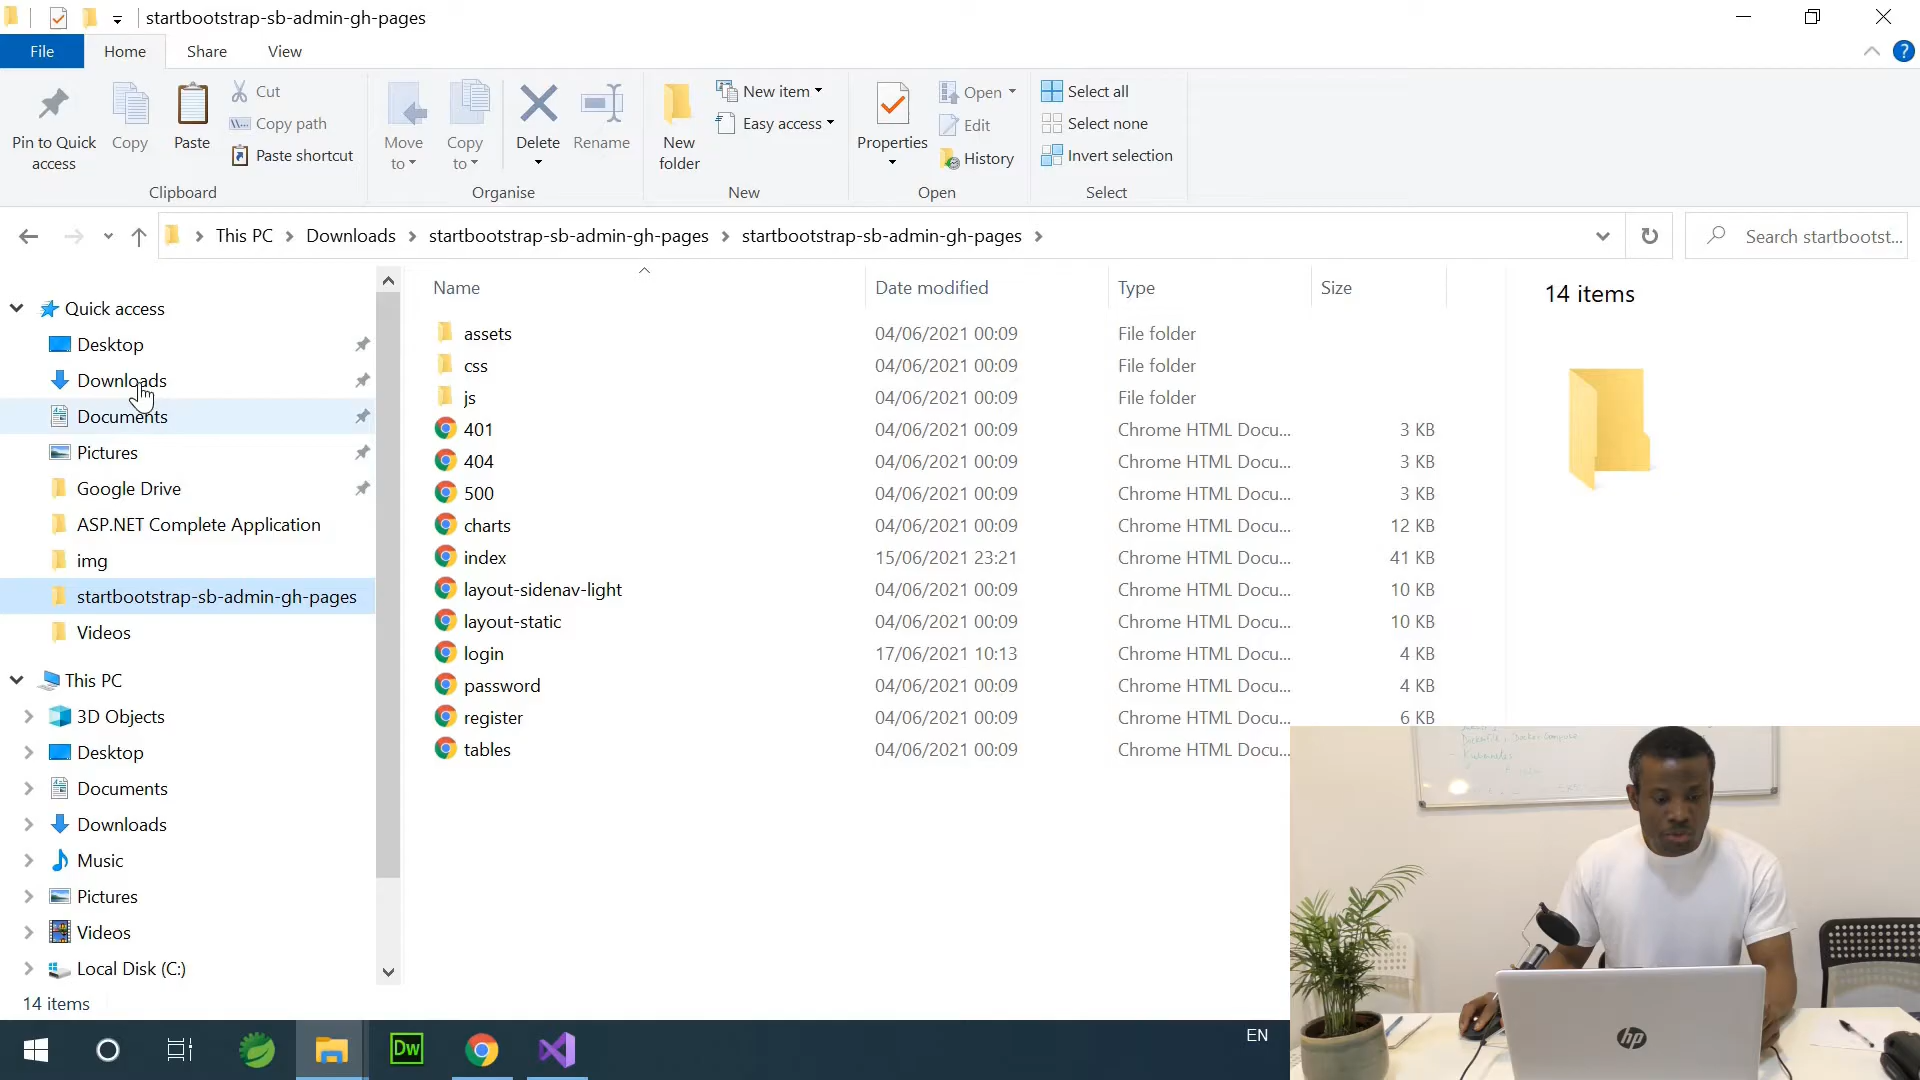 startbootstrap-sb-admin-gh-pages
File Home Share View
Pin to Quick access
Copy
Paste
Cut
Copy path
Paste shortcut
Clipboard
Move to
Copy to
Delete
Rename
Organise
New folder
New item
Easy access
New
Properties
Open
Edit
History
Open
Select all
Select none
Invert selection
Select
This PC Downloads startbootstrap-sb-admin-gh-pages startbootstrap-sb-admin-gh-pages
Search startbootst...
Quick access
Desktop
Downloads
Documents
Pictures
Google Drive
ASP.NET Complete Application
img
startbootstrap-sb-admin-gh-pages
Videos
This PC
3D Objects
Desktop
Documents
Downloads
Music
Pictures
Videos
Local Disk (C:)
14 items
Name Date modified Type Size
assets 04/06/2021 00:09 File folder
css 04/06/2021 00:09 File folder
js 04/06/2021 00:09 File folder
401 04/06/2021 00:09 Chrome HTML Docu... 3 KB
404 04/06/2021 00:09 Chrome HTML Docu... 3 KB
500 04/06/2021 00:09 Chrome HTML Docu... 3 KB
charts 04/06/2021 00:09 Chrome HTML Docu... 12 KB
index 15/06/2021 23:21 Chrome HTML Docu... 41 KB
layout-sidenav-light 04/06/2021 00:09 Chrome HTML Docu... 10 KB
layout-static 04/06/2021 00:09 Chrome HTML Docu... 10 KB
login 17/06/2021 10:13 Chrome HTML Docu... 4 KB
password 04/06/2021 00:09 Chrome HTML Docu... 4 KB
register 04/06/2021 00:09 Chrome HTML Docu... 6 KB
tables 04/06/2021 00:09 Chrome HTML Docu...
14 items
Kubernetes
hp
Dw
EN